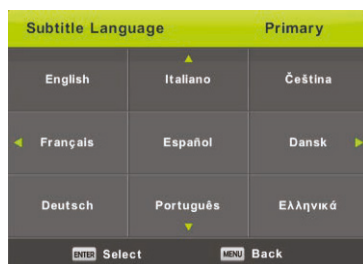 Subtitle Language Primary
English Italiano Čeština
Français Español Dansk
Deutsch Português Ελληνικά
ENTER Select MENU Back